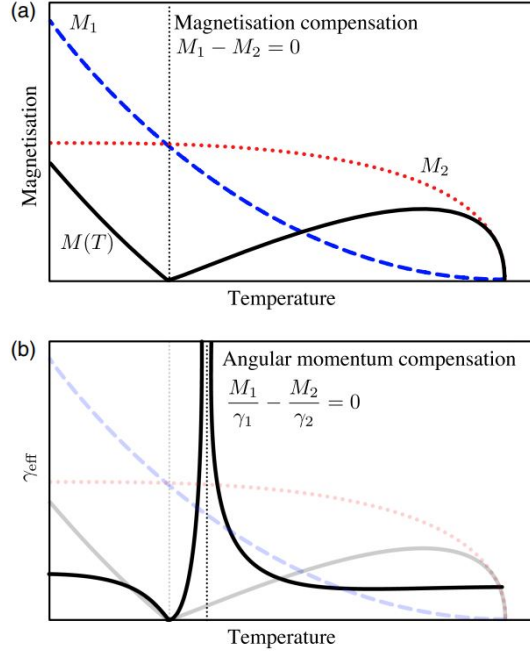 (a)
M₁
Magnetisation compensation
M₁ − M₂ = 0
Magnetisation
M₂
M(T)
Temperature
(b)
Angular momentum compensation
M₁/γ₁ − M₂/γ₂ = 0
γeff
Temperature